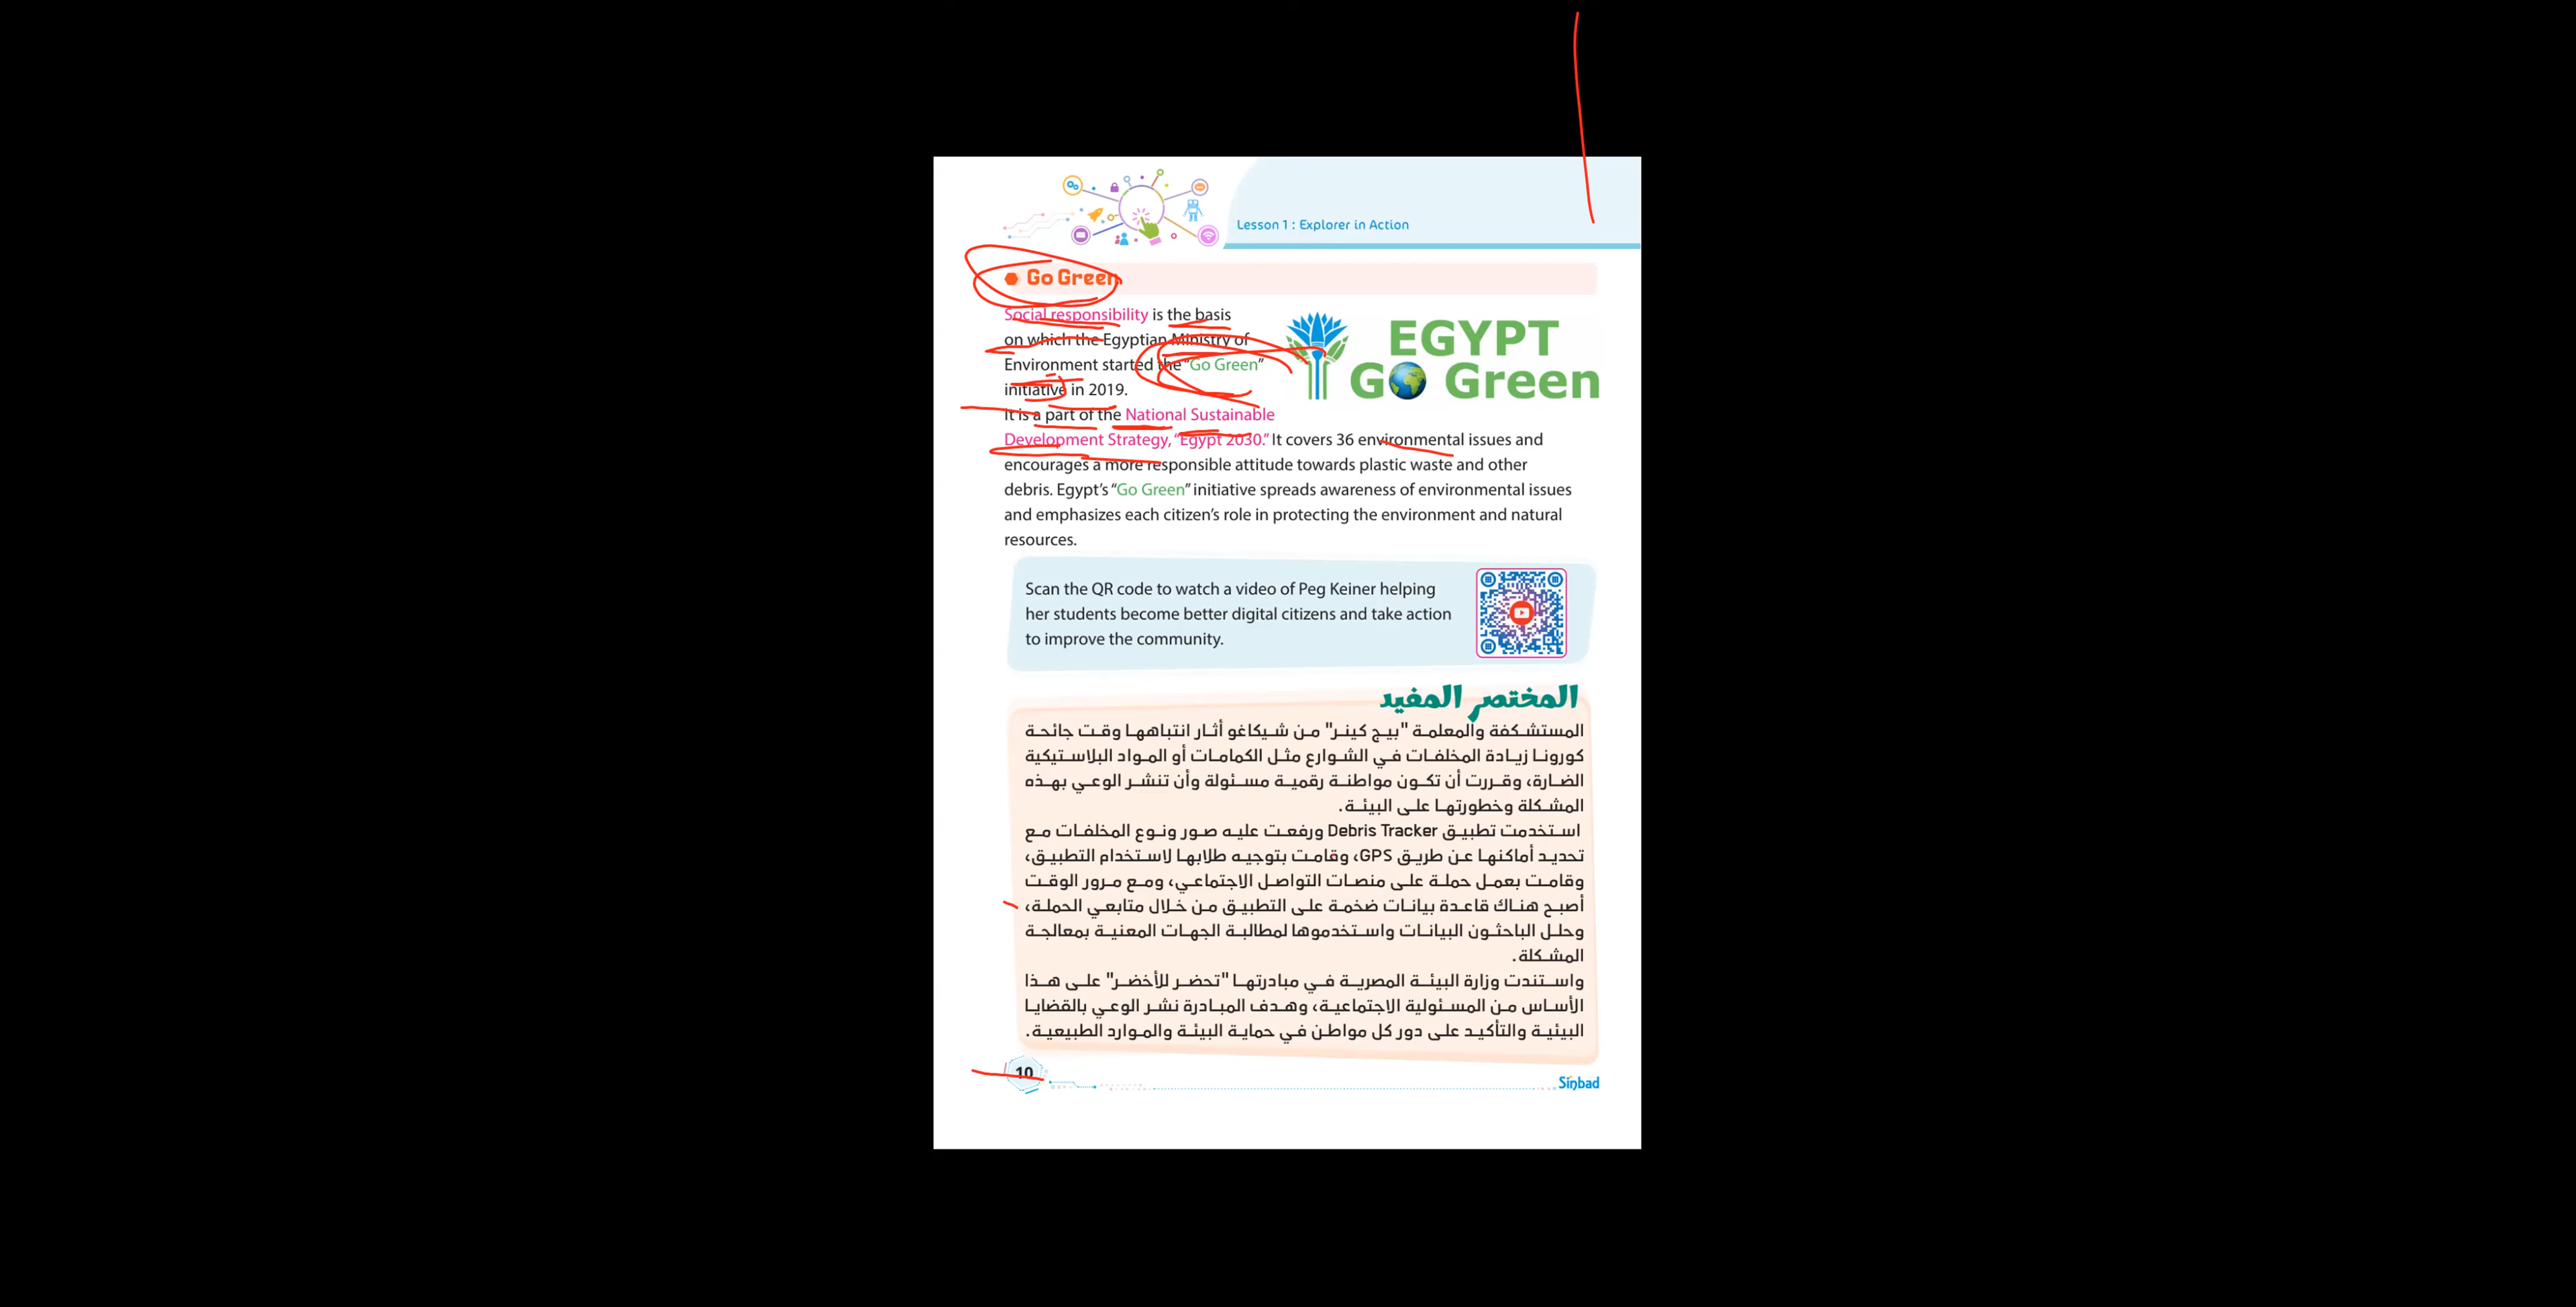 Lesson 1 : Explorer in Action
Go Green
Social responsibility is the basis
on which the Egyptian Ministry of
Environment started the "Go Green"
initiative in 2019.
It is a part of the National Sustainable
Development Strategy, "Egypt 2030." It covers 36 environmental issues and
encourages a more responsible attitude towards plastic waste and other
debris. Egypt's "Go Green" initiative spreads awareness of environmental issues
and emphasizes each citizen's role in protecting the environment and natural
resources.
EGYPT
Go Green
Scan the QR code to watch a video of Peg Keiner helping
her students become better digital citizens and take action
to improve the community.
المختصر المفيد
المستشكفة والمعلمة "بيج كينر" من شيكاغو أثار انتباهها وقت جائحة
كورونا زيادة المخلفات في الشوارع مثل الكمامات أو المواد البلاستيكية
الضارة، وقررت أن تكون مواطنة رقمية مسئولة وأن تنشر الوعي بهذه
المشكلة وخطورتها على البيئة.
استخدمت تطبيق Debris Tracker ورفعت عليه صور ونوع المخلفات مع
تحديد أماكنها عن طريق GPS، وقامت بتوجيه طلابها لاستخدام التطبيق،
وقامت بعمل حملة على منصات التواصل الاجتماعي، ومع مرور الوقت
أصبح هناك قاعدة بيانات ضخمة على التطبيق من خلال متابعي الحملة،
وحلل الباحثون البيانات واستخدموها لمطالبة الجهات المعنية بمعالجة
المشكلة.
واستندت وزارة البيئة المصرية في مبادرتها "تحضر للأخضر" على هذا
الأساس من المسئولية الاجتماعية، وهدف المبادرة نشر الوعي بالقضايا
البيئية والتأكيد على دور كل مواطن في حماية البيئة والموارد الطبيعية.
10
Sinbad